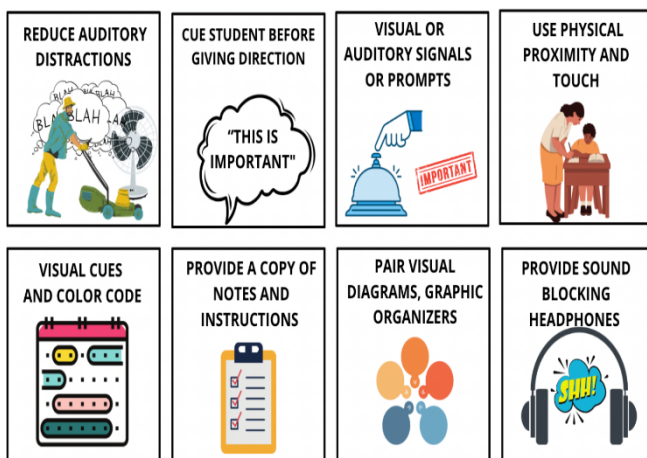 REDUCE AUDITORY
DISTRACTIONS
BLAH
BLAH
CUE STUDENT BEFORE
GIVING DIRECTION
"THIS IS
IMPORTANT"
VISUAL OR
AUDITORY SIGNALS
OR PROMPTS
IMPORTANT
USE PHYSICAL
PROXIMITY AND
TOUCH
VISUAL CUES
AND COLOR CODE
PROVIDE A COPY OF
NOTES AND
INSTRUCTIONS
PAIR VISUAL
DIAGRAMS, GRAPHIC
ORGANIZERS
PROVIDE SOUND
BLOCKING
HEADPHONES
SHH!